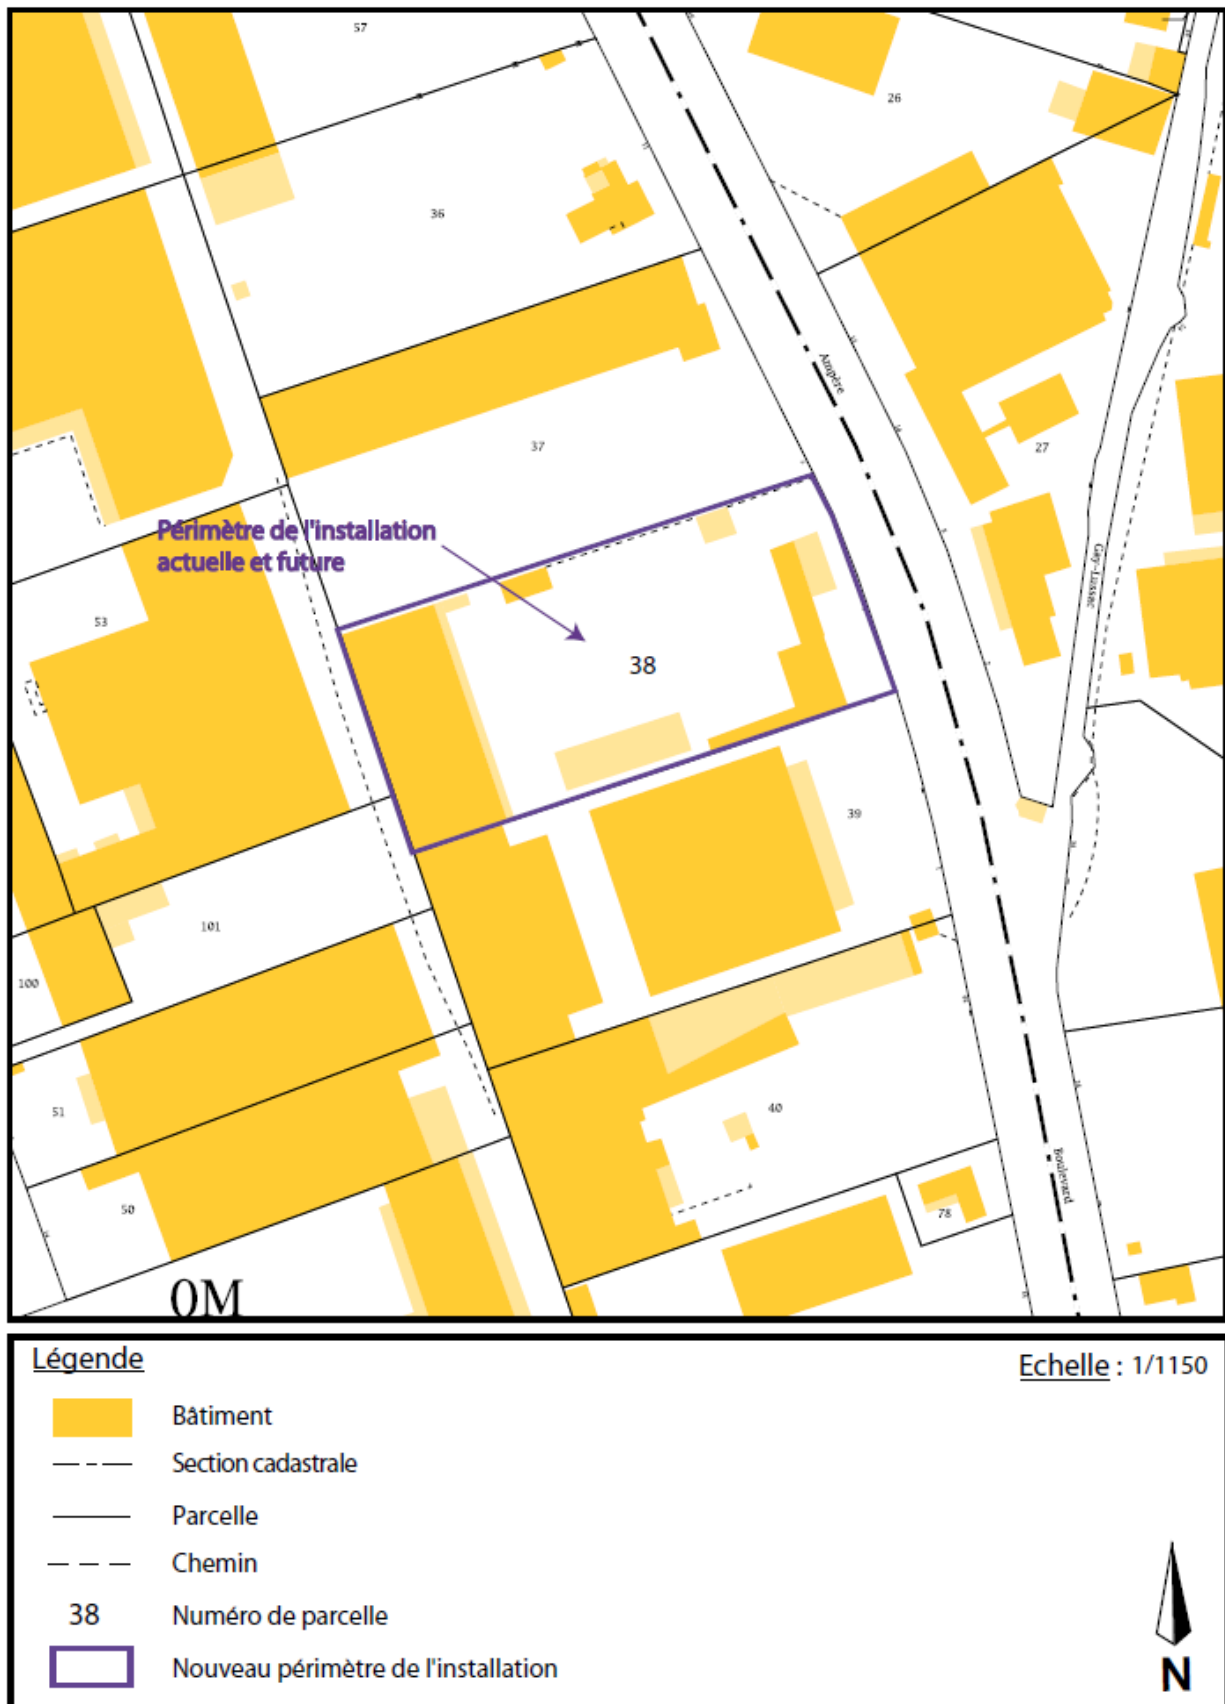 57
26
36
Ampère
37
27
Périmètre de l'installation
actuelle et future
Gay-Lussac
53
38
39
101
100
51
40
Boulevard
50
78
0M
Légende
Echelle : 1/1150
Bâtiment
Section cadastrale
Parcelle
Chemin
38 Numéro de parcelle
Nouveau périmètre de l'installation
N